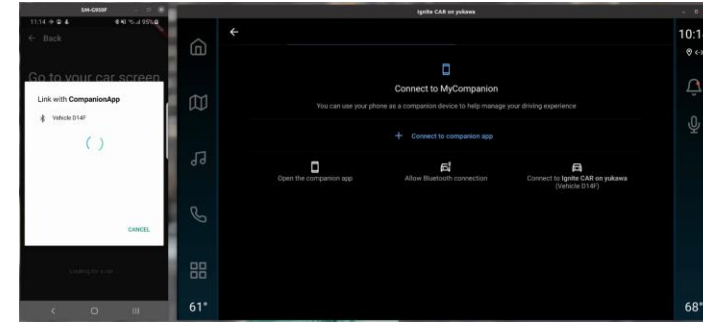 SM-G950F
11:14
95%
Back
Go to your car screen
Link with CompanionApp
Vehicle D14F
CANCEL
Looking for a car...
Ignite CAR on yukawa
Connect to MyCompanion
You can use your phone as a companion device to help manage your driving experience
+ Connect to companion app
Open the companion app
Allow Bluetooth connection
Connect to Ignite CAR on yukawa
(Vehicle D14F)
61°
68°